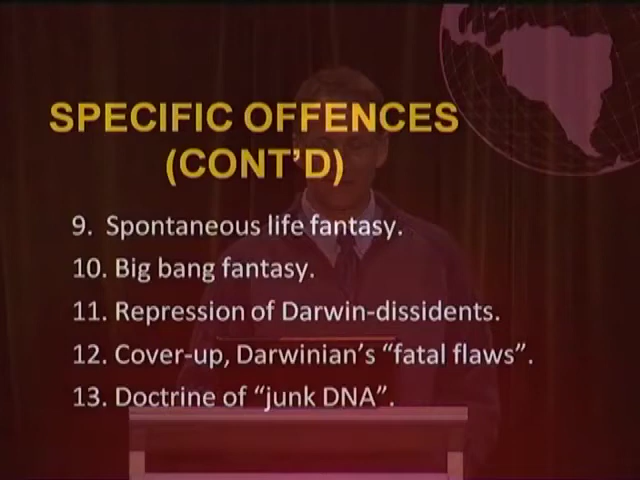 SPECIFIC OFFENCES
(CONT’D)
9. Spontaneous life fantasy.
10. Big bang fantasy.
11. Repression of Darwin-dissidents.
12. Cover-up, Darwinian’s “fatal flaws”.
13. Doctrine of “junk DNA”.